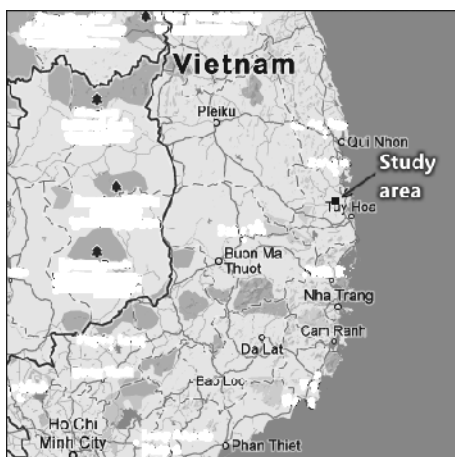 Vietnam
Pleiku
Qui Nhon
Study
area
Tuy Hoa
Buon Ma
Thuot
Nha Trang
Cam Ranh
Da Lat
Bao Loc
Ho Chi
Minh City
Phan Thiet